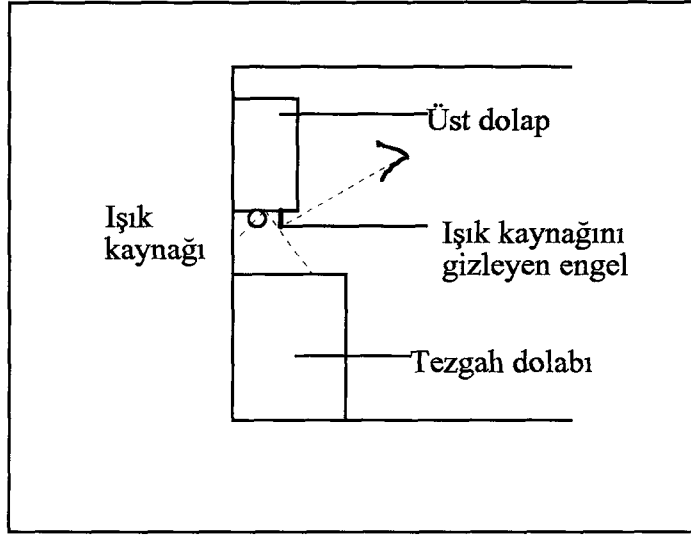 Üst dolap
Işık
kaynağı
Işık kaynağını
gizleyen engel
Tezgah dolabı